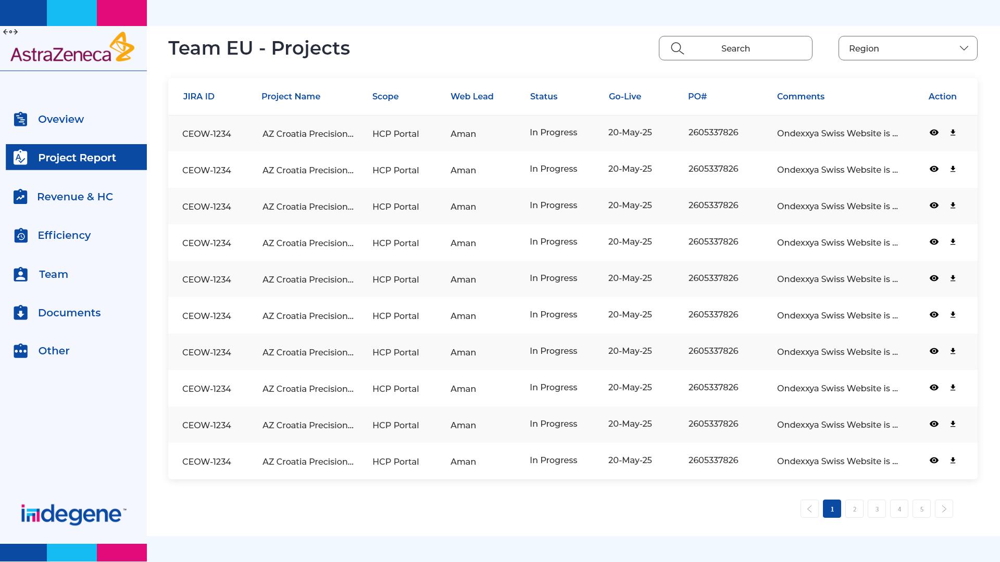 AstraZeneca
Team EU - Projects
Search
Region
JIRA ID Project Name Scope Web Lead Status Go-Live PO# Comments Action
Oveview
Project Report
Revenue & HC
Efficiency
Team
Documents
Other
CEOW-1234 AZ Croatia Precision... HCP Portal Aman In Progress 20-May-25 2605337826 Ondexxya Swiss Website is ...
CEOW-1234 AZ Croatia Precision... HCP Portal Aman In Progress 20-May-25 2605337826 Ondexxya Swiss Website is ...
CEOW-1234 AZ Croatia Precision... HCP Portal Aman In Progress 20-May-25 2605337826 Ondexxya Swiss Website is ...
CEOW-1234 AZ Croatia Precision... HCP Portal Aman In Progress 20-May-25 2605337826 Ondexxya Swiss Website is ...
CEOW-1234 AZ Croatia Precision... HCP Portal Aman In Progress 20-May-25 2605337826 Ondexxya Swiss Website is ...
CEOW-1234 AZ Croatia Precision... HCP Portal Aman In Progress 20-May-25 2605337826 Ondexxya Swiss Website is ...
CEOW-1234 AZ Croatia Precision... HCP Portal Aman In Progress 20-May-25 2605337826 Ondexxya Swiss Website is ...
CEOW-1234 AZ Croatia Precision... HCP Portal Aman In Progress 20-May-25 2605337826 Ondexxya Swiss Website is ...
CEOW-1234 AZ Croatia Precision... HCP Portal Aman In Progress 20-May-25 2605337826 Ondexxya Swiss Website is ...
CEOW-1234 AZ Croatia Precision... HCP Portal Aman In Progress 20-May-25 2605337826 Ondexxya Swiss Website is ...
indegene™
1 2 3 4 5